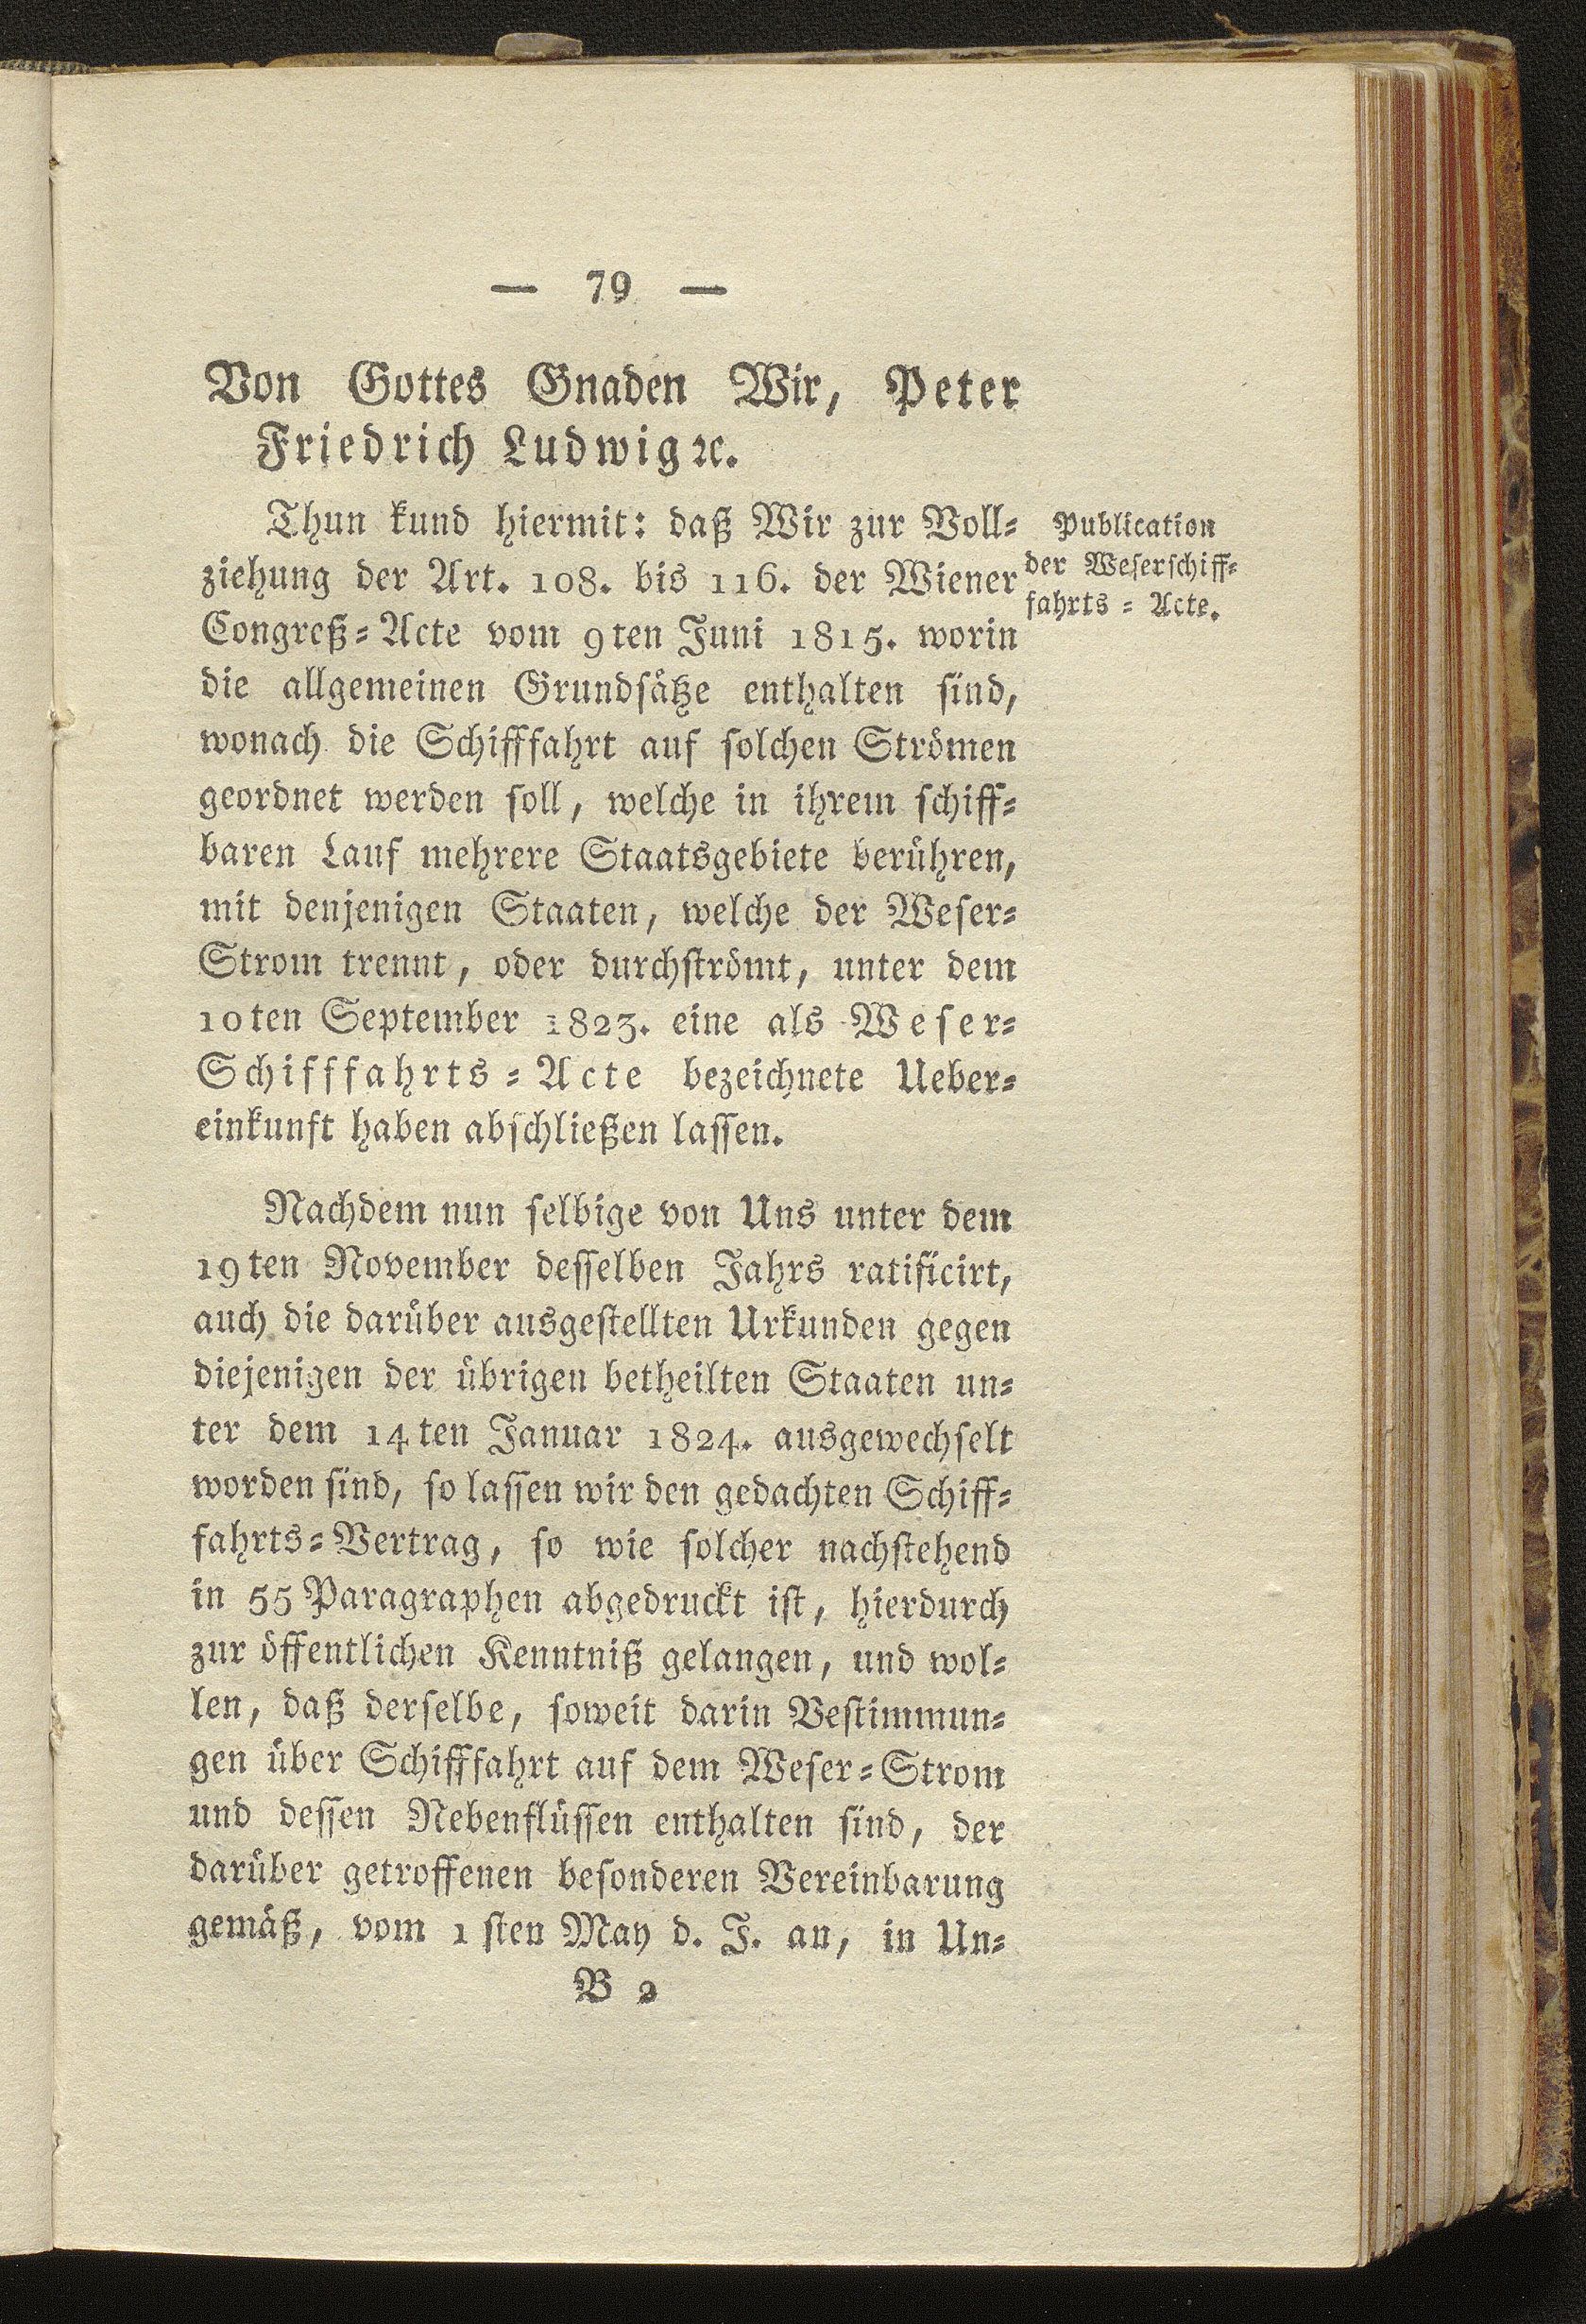 — 79 —
Von Gottes Gnaden Wir, Peter
Friedrich Ludwig ꝛc.
Thun kund hiermit: daß Wir zur Voll-
ziehung der Art. 108. bis 116. der Wiener
Congreß-Acte vom 9ten Juni 1815. worin
die allgemeinen Grundsätze enthalten sind,
wonach die Schifffahrt auf solchen Strömen
geordnet werden soll, welche in ihrem schiff-
baren Lauf mehrere Staatsgebiete berühren,
mit denjenigen Staaten, welche der Weser-
Strom trennt, oder durchströmt, unter dem
10ten September 1823. eine als Weser-
Schifffahrts-Acte bezeichnete Ueber-
einkunft haben abschließen lassen.
Publication
der Weserschiff-
fahrts-Acte.
Nachdem nun selbige von Uns unter dem
19ten November desselben Jahrs ratificirt,
auch die darüber ausgestellten Urkunden gegen
diejenigen der übrigen betheilten Staaten un-
ter dem 14ten Januar 1824. ausgewechselt
worden sind, so lassen wir den gedachten Schiff-
fahrts-Vertrag, so wie solcher nachstehend
in 55 Paragraphen abgedruckt ist, hierdurch
zur öffentlichen Kenntniß gelangen, und wol-
len, daß derselbe, soweit darin Bestimmun-
gen über Schifffahrt auf dem Weser-Strom
und dessen Nebenflüssen enthalten sind, der
darüber getroffenen besonderen Vereinbarung
gemäß, vom 1sten May d. J. an, in Un-
B 2